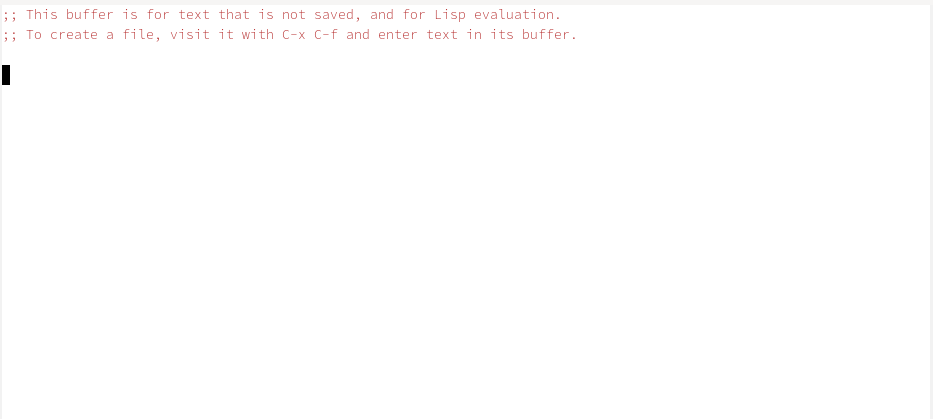 ;; This buffer is for text that is not saved, and for Lisp evaluation.
;; To create a file, visit it with C-x C-f and enter text in its buffer.